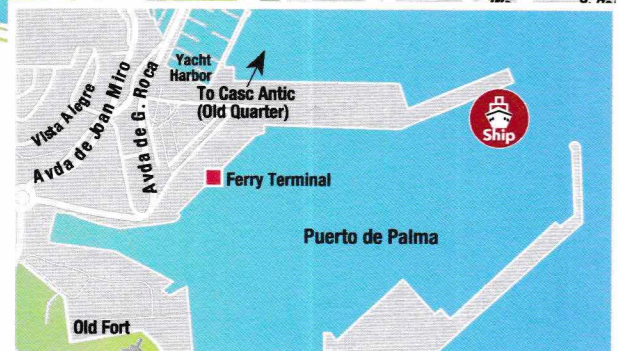 Yacht
Harbor
To Casc Antic
(Old Quarter)
Vista Alegre
Avda de Joan Miro
Avda de G. Roca
Ship
Ferry Terminal
Puerto de Palma
Old Fort